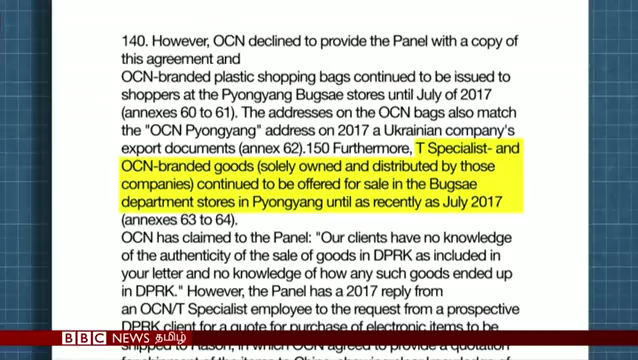 140. However, OCN declined to provide the Panel with a copy of
this agreement and
OCN-branded plastic shopping bags continued to be issued to
shoppers at the Pyongyang Bugsae stores until July of 2017
(annexes 60 to 61). The addresses on the OCN bags also match
the "OCN Pyongyang" address on 2017 a Ukrainian company's
export documents (annex 62).150 Furthermore, T Specialist- and
OCN-branded goods (solely owned and distributed by those
companies) continued to be offered for sale in the Bugsae
department stores in Pyongyang until as recently as July 2017
(annexes 63 to 64).
OCN has claimed to the Panel: "Our clients have no knowledge
of the authenticity of the sale of goods in DPRK as included in
your letter and no knowledge of how any such goods ended up
in DPRK." However, the Panel has a 2017 reply from
an OCN/T Specialist employee to the request from a prospective
DPRK client for a quote for purchase of electronic items to be
BBC NEWS தமிழ்